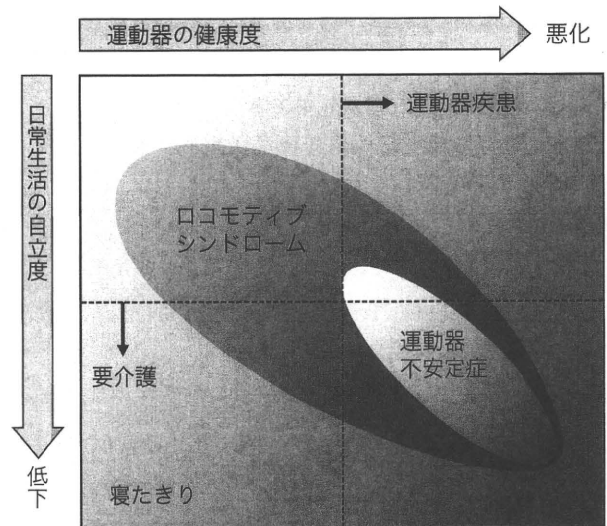 運動器の健康度
悪化
日常生活の自立度
運動器疾患
ロコモティブ
シンドローム
運動器
不安定症
要介護
低下
寝たきり